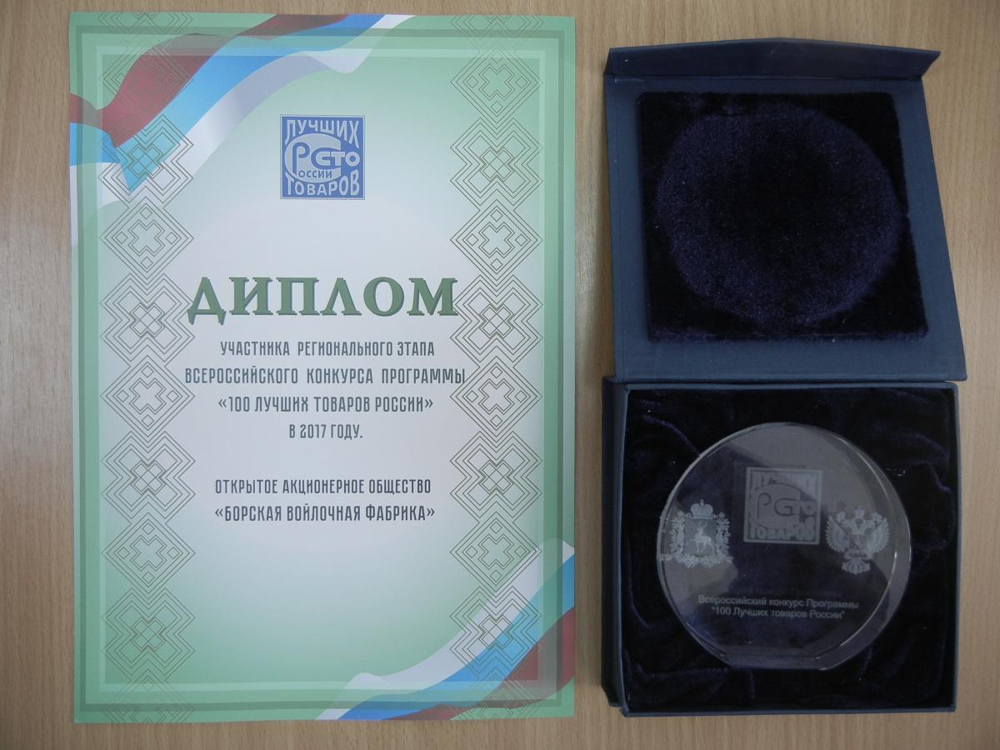 ЛУЧШИХ
СТО
РОССИИ
ТОВАРОВ
ДИПЛОМ
УЧАСТНИКА РЕГИОНАЛЬНОГО ЭТАПА
ВСЕРОССИЙСКОГО КОНКУРСА ПРОГРАММЫ
«100 ЛУЧШИХ ТОВАРОВ РОССИИ»
В 2017 ГОДУ.
ОТКРЫТОЕ АКЦИОНЕРНОЕ ОБЩЕСТВО
«БОРСКАЯ ВОЙЛОЧНАЯ ФАБРИКА»
ЛУЧШИХ
СТО
ТОВАРОВ
Всероссийский конкурс Программы
"100 Лучших товаров России"